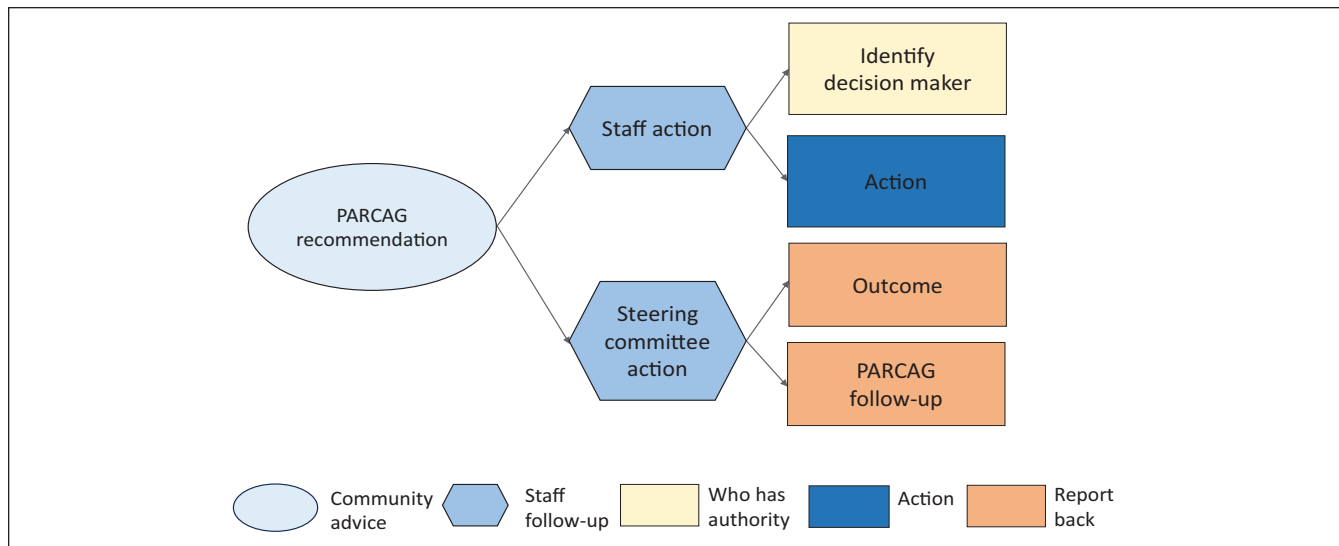 Identify
decision maker
Staff action
Action
PARCAG
recommendation
Outcome
Steering
committee
action
PARCAG
follow-up
Community
advice
Staff
follow-up
Who has
authority
Action
Report
back